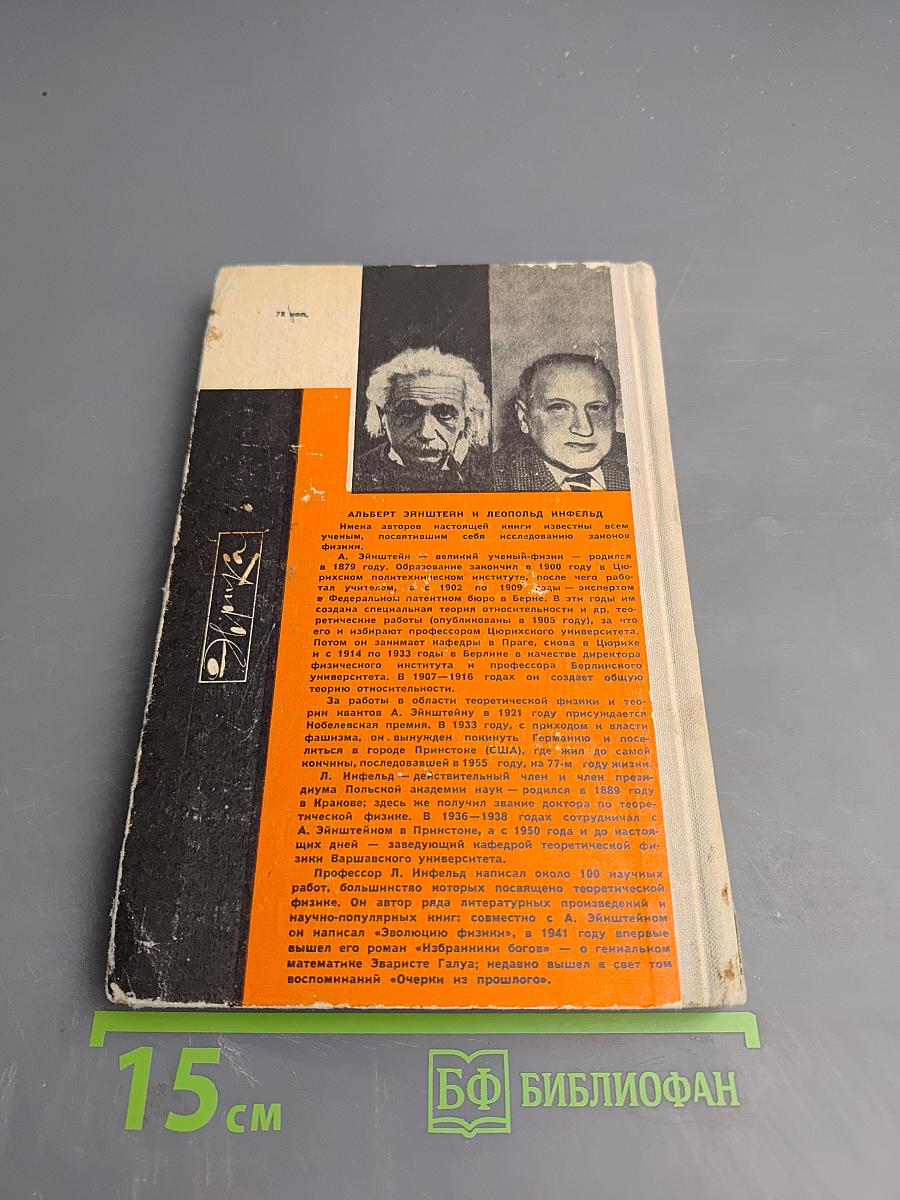 78 коп.
Эврика
АЛЬБЕРТ ЭЙНШТЕЙН И ЛЕОПОЛЬД ИНФЕЛЬД
Имена авторов настоящей книги известны всем
ученым, посвятившим себя исследованию законов
физики.
А. Эйнштейн — великий ученый-физик — родился
в 1879 году. Образование закончил в 1900 году в Цю-
рихском политехническом институте, после чего рабо-
тал учителем, а с 1902 по 1909 годы — экспертом
в Федеральном патентном бюро в Берне. В эти годы им
создана специальная теория относительности и др. тео-
ретические работы (опубликованы в 1905 году), за что
его и избирают профессором Цюрихского университета.
Потом он занимает кафедры в Праге, снова в Цюрихе
и с 1914 по 1933 годы в Берлине в качестве директора
физического института и профессора Берлинского
университета. В 1907—1916 годах он создает общую
теорию относительности.
За работы в области теоретической физики и тео-
рии квантов А. Эйнштейну в 1921 году присуждается
Нобелевская премия. В 1933 году, с приходом к власти
фашизма, он вынужден покинуть Германию и посе-
литься в городе Принстоне (США), где жил до самой
кончины, последовавшей в 1955 году, на 77-м году жизни.
Л. Инфельд — действительный член и член прези-
диума Польской академии наук — родился в 1889 году
в Кракове; здесь же получил звание доктора по теоре-
тической физике. В 1936—1938 годах сотрудничал с
А. Эйнштейном в Принстоне, а с 1950 года и до настоя-
щих дней — заведующий кафедрой теоретической фи-
зики Варшавского университета.
Профессор Л. Инфельд написал около 100 научных
работ, большинство которых посвящено теоретической
физике. Он автор ряда литературных произведений и
научно-популярных книг: совместно с А. Эйнштейном
он написал «Эволюцию физики», в 1941 году впервые
вышел его роман «Избранники богов» — о гениальном
математике Эваристе Галуа; недавно вышел в свет том
воспоминаний «Очерки из прошлого».
15 см
БФ БИБЛИОФАН